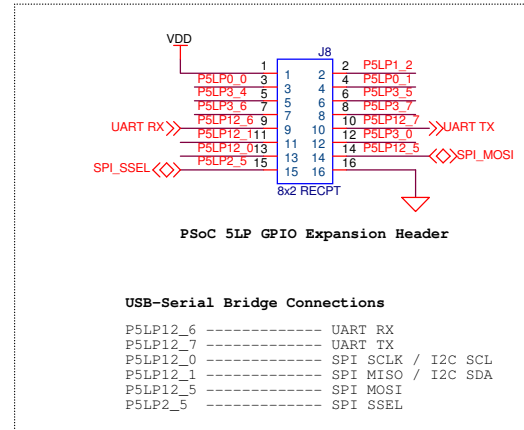 VDD
J8
1 1 2 2 P5LP1_2
P5LP0_0 3 3 4 4 P5LP0_1
P5LP3_4 5 5 6 6 P5LP3_5
P5LP3_6 7 7 8 8 P5LP3_7
UART RX P5LP12_6 9 9 10 10 P5LP12_7 UART TX
P5LP12_1 11 11 12 12 P5LP3_0
P5LP12_0 13 13 14 14 P5LP12_5 SPI_MOSI
SPI_SSEL P5LP2_5 15 15 16 16
8x2 RECPT
PSoC 5LP GPIO Expansion Header
USB-Serial Bridge Connections
P5LP12_6 ------------- UART RX
P5LP12_7 ------------- UART TX
P5LP12_0 ------------- SPI SCLK / I2C SCL
P5LP12_1 ------------- SPI MISO / I2C SDA
P5LP12_5 ------------- SPI MOSI
P5LP2_5 ------------- SPI SSEL